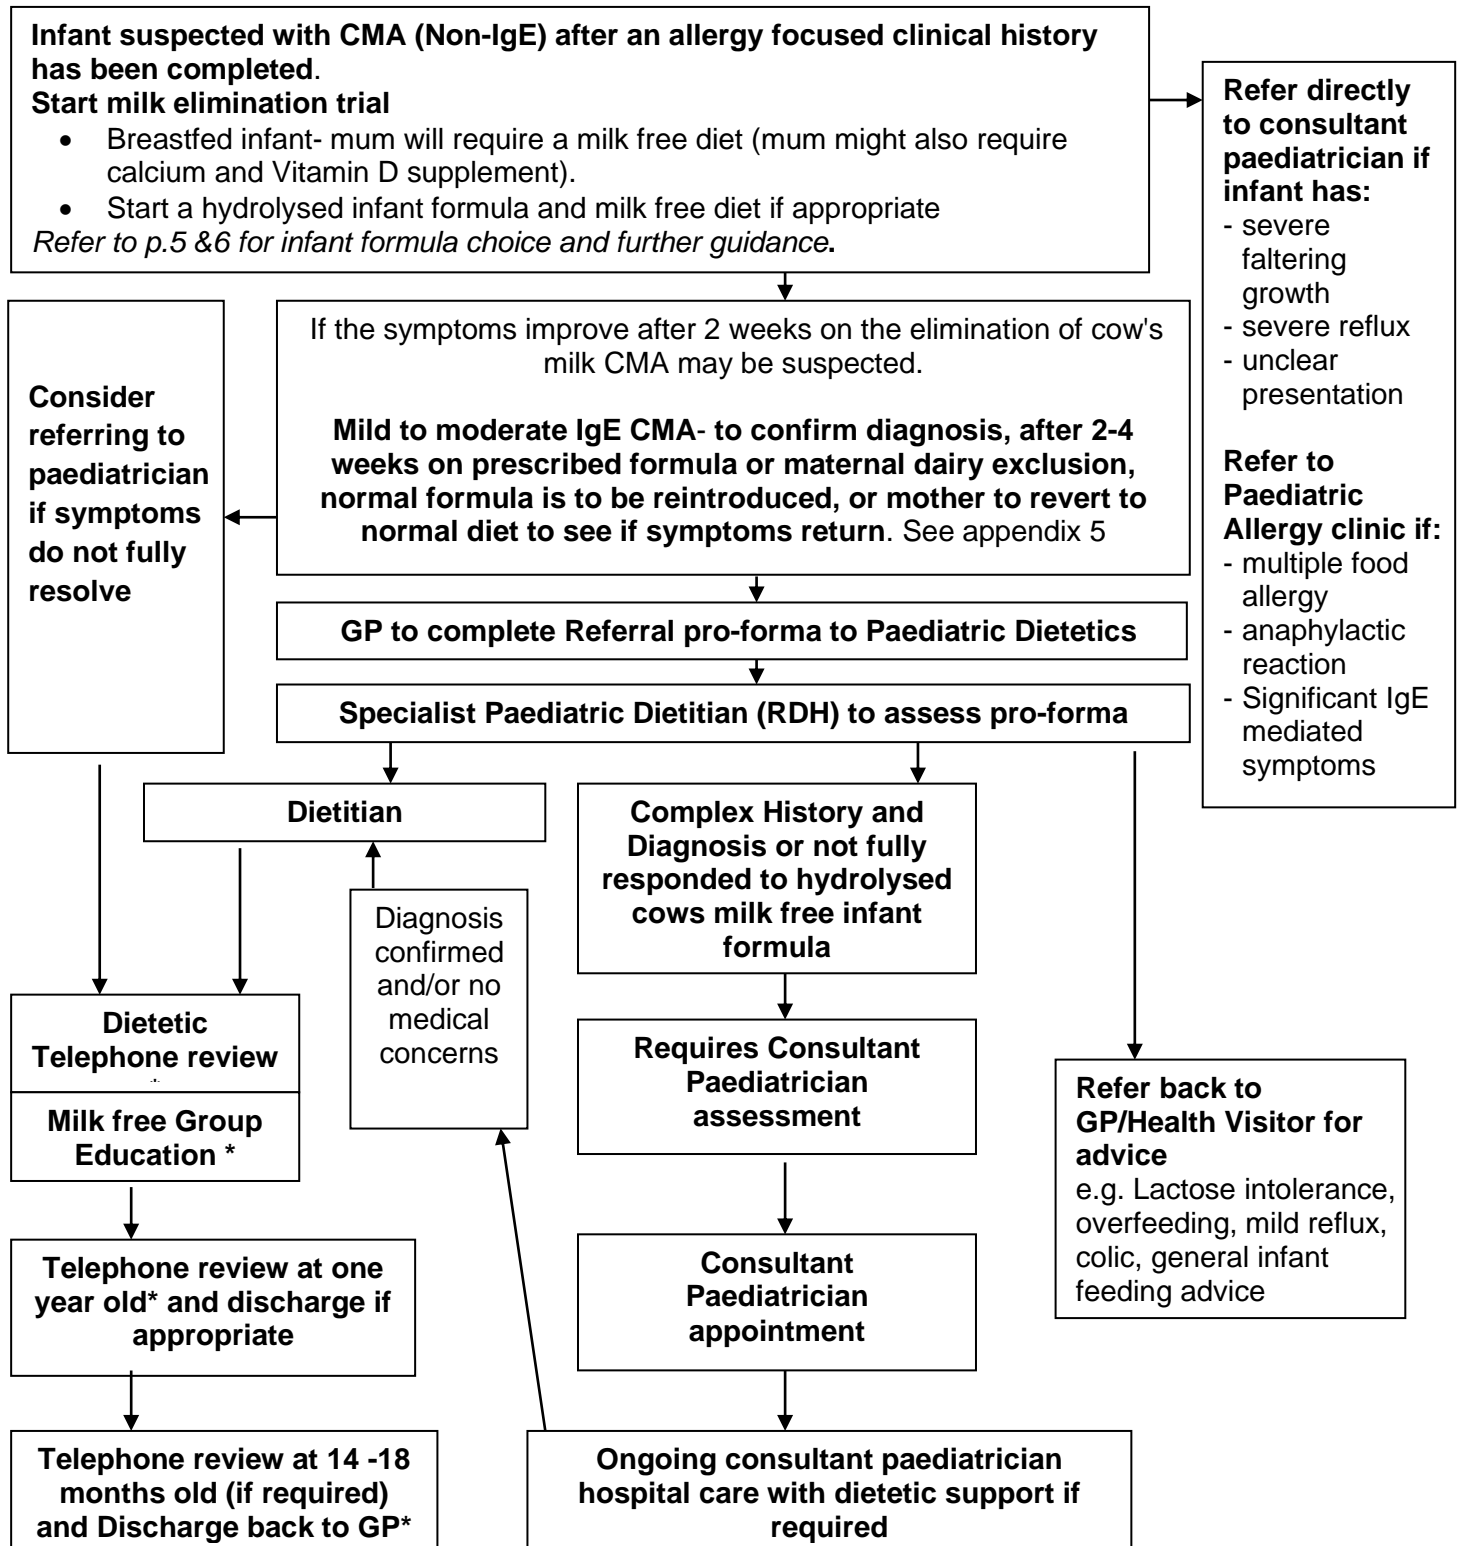 Infant suspected with CMA (Non-IgE) after an allergy focused clinical history
has been completed.
Start milk elimination trial
• Breastfed infant- mum will require a milk free diet (mum might also require
calcium and Vitamin D supplement).
• Start a hydrolysed infant formula and milk free diet if appropriate
Refer to p.5 &6 for infant formula choice and further guidance.
Refer directly
to consultant
paediatrician if
infant has:
- severe
faltering
growth
- severe reflux
- unclear
presentation
Refer to
Paediatric
Allergy clinic if:
- multiple food
allergy
- anaphylactic
reaction
- Significant IgE
mediated
symptoms
If the symptoms improve after 2 weeks on the elimination of cow's
milk CMA may be suspected.
Mild to moderate IgE CMA- to confirm diagnosis, after 2-4
weeks on prescribed formula or maternal dairy exclusion,
normal formula is to be reintroduced, or mother to revert to
normal diet to see if symptoms return. See appendix 5
Consider
referring to
paediatrician
if symptoms
do not fully
resolve
GP to complete Referral pro-forma to Paediatric Dietetics
Specialist Paediatric Dietitian (RDH) to assess pro-forma
Dietitian
Complex History and
Diagnosis or not fully
responded to hydrolysed
cows milk free infant
formula
Diagnosis
confirmed
and/or no
medical
concerns
Dietetic
Telephone review
*
Milk free Group
Education *
Requires Consultant
Paediatrician
assessment
Refer back to
GP/Health Visitor for
advice
e.g. Lactose intolerance,
overfeeding, mild reflux,
colic, general infant
feeding advice
Telephone review at one
year old* and discharge if
appropriate
Consultant
Paediatrician
appointment
Telephone review at 14 -18
months old (if required)
and Discharge back to GP*
Ongoing consultant paediatrician
hospital care with dietetic support if
required